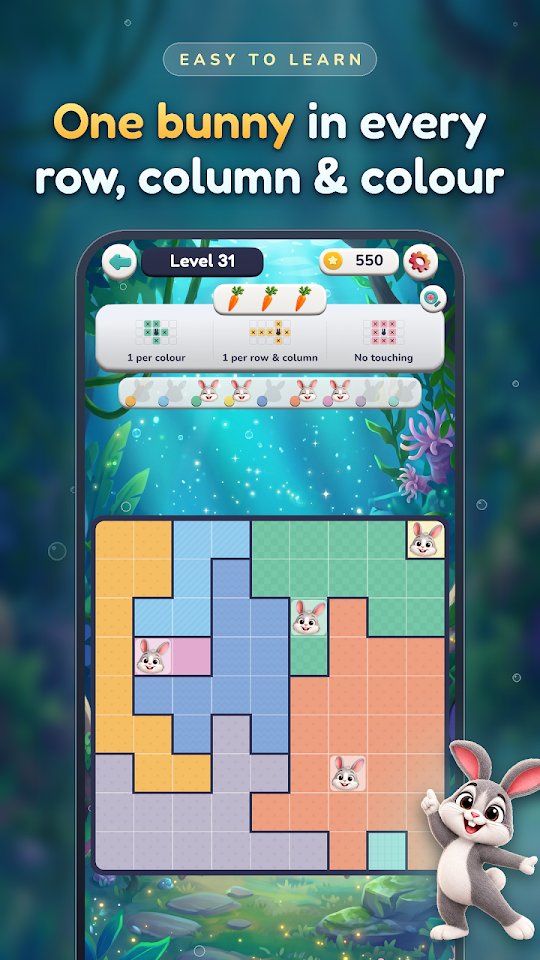 EASY TO LEARN
One bunny in every
row, column & colour
Level 31
550
1 per colour
1 per row & column
No touching